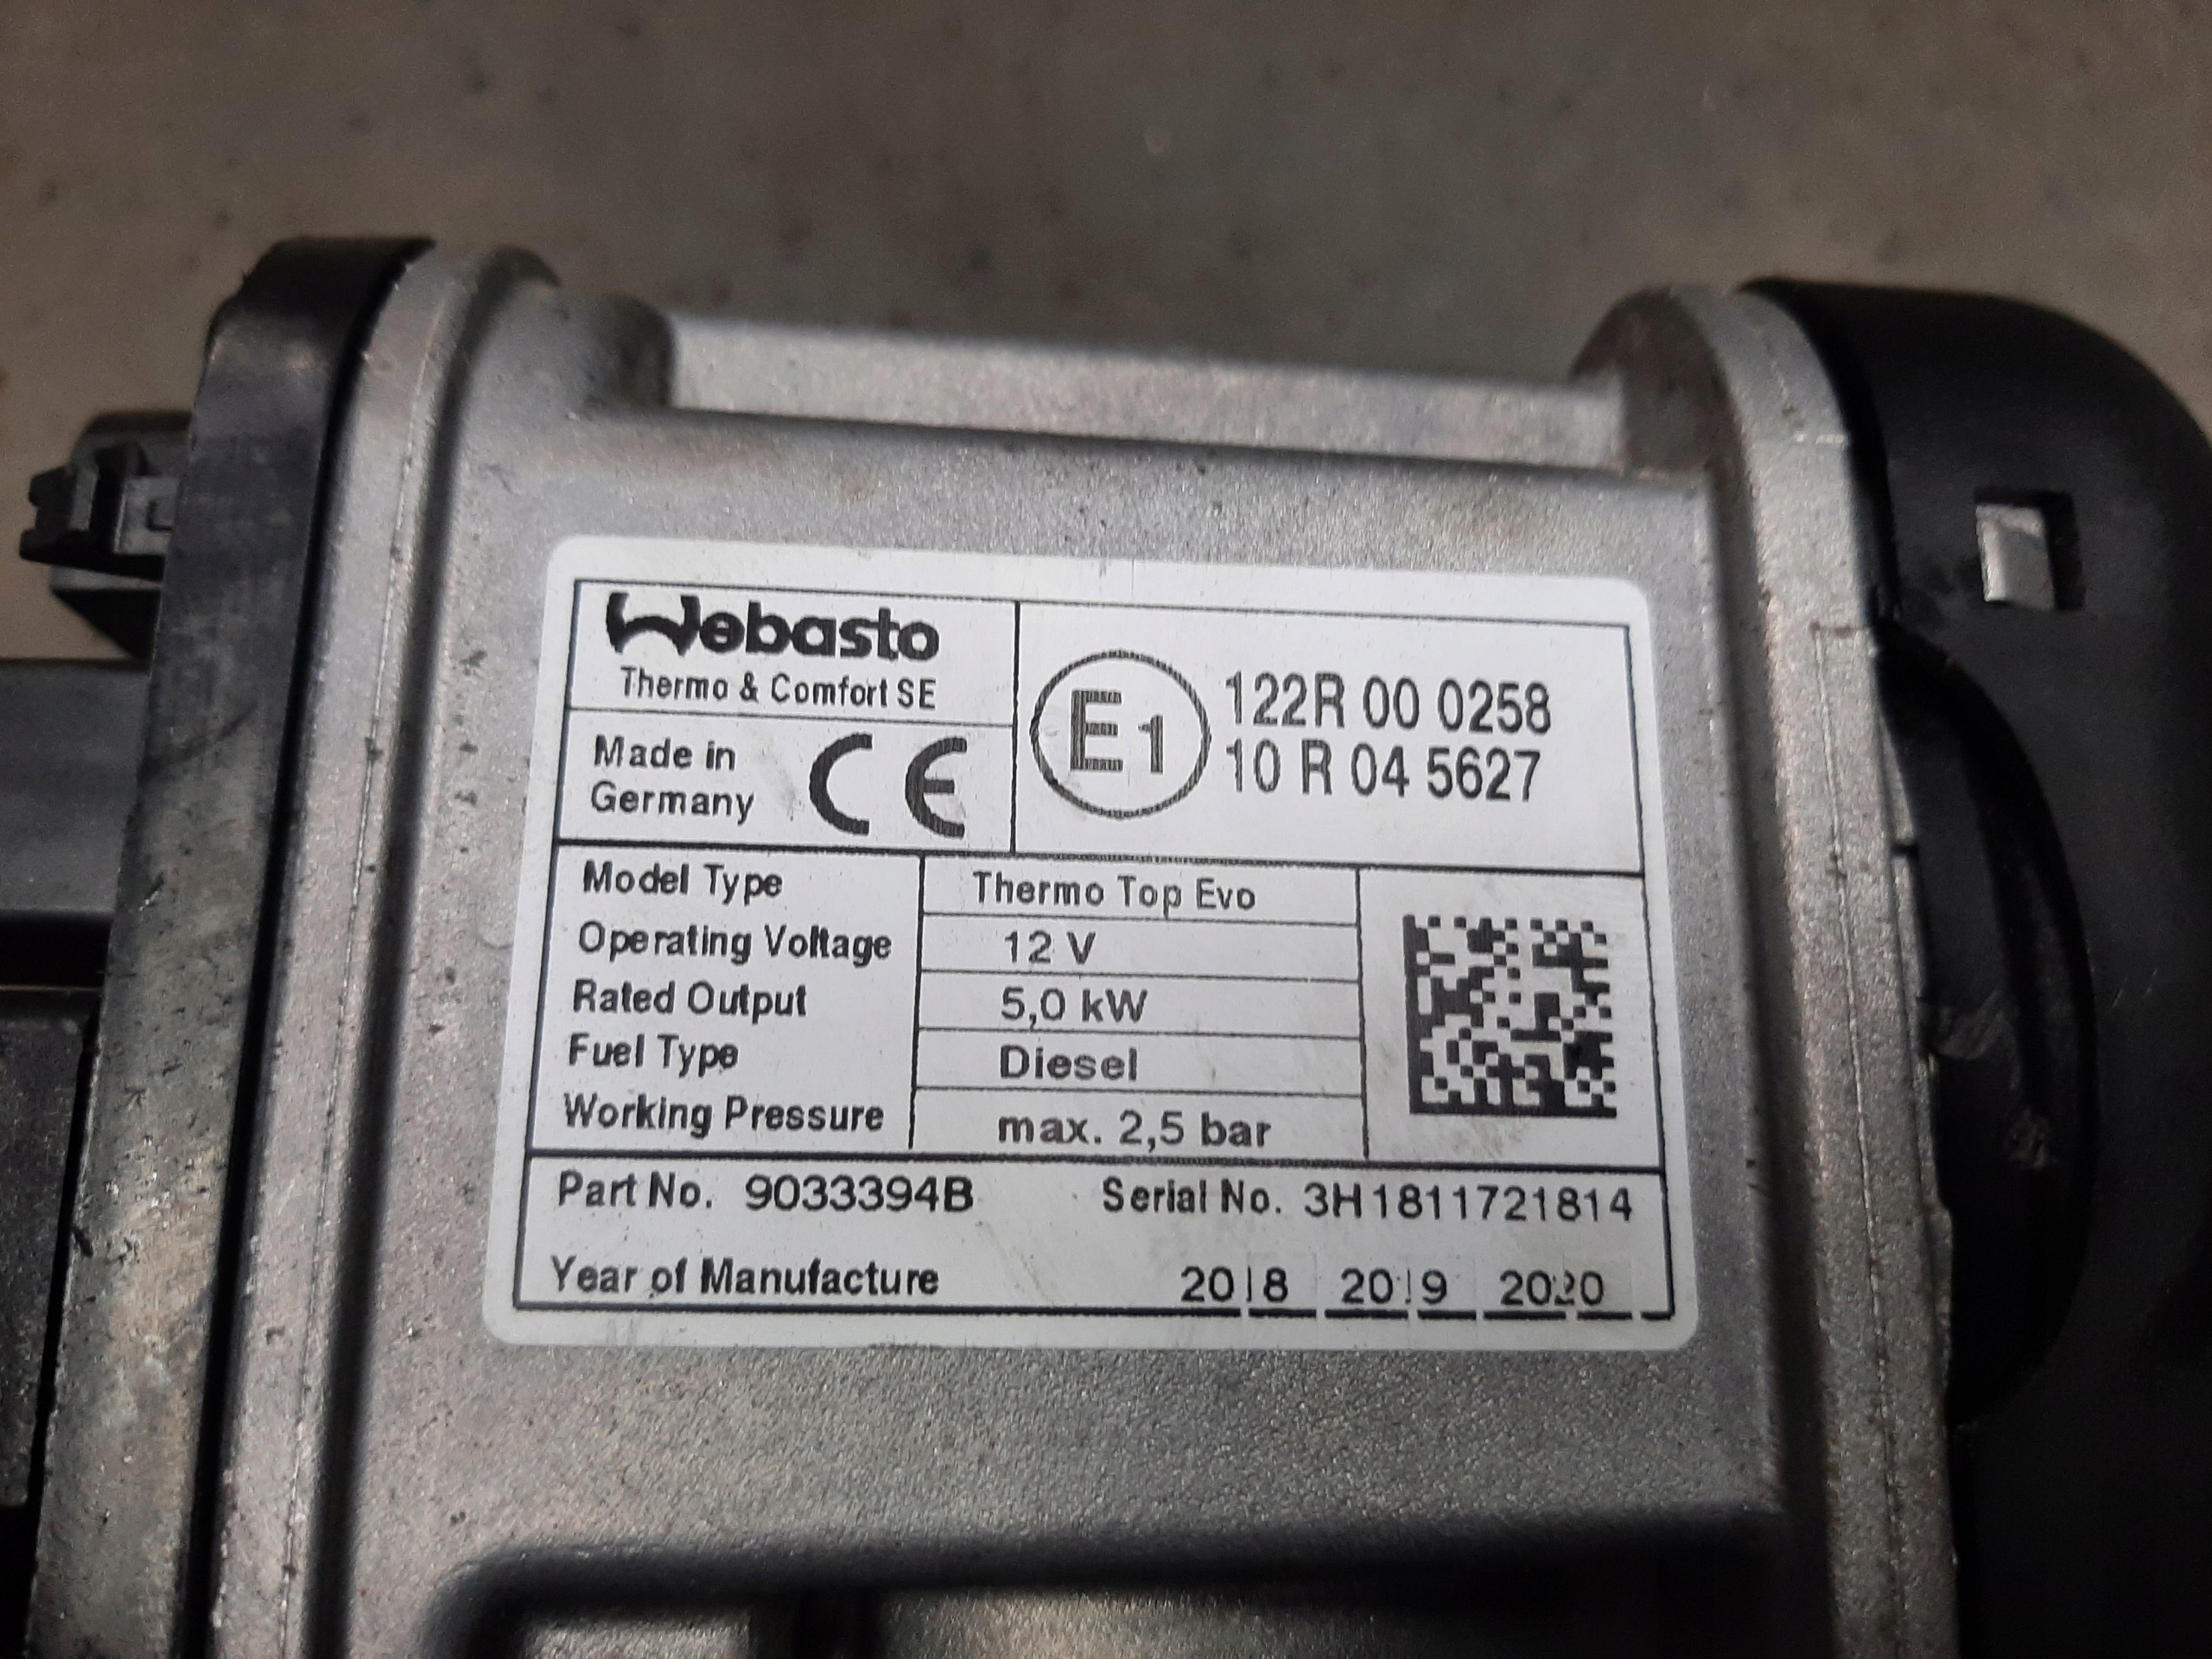 Webasto
Thermo & Comfort SE
Made in
Germany
CE
E1
122R 00 0258
10 R 04 5627
Model Type Thermo Top Evo
Operating Voltage 12 V
Rated Output 5,0 kW
Fuel Type Diesel
Working Pressure max. 2,5 bar
Part No. 9033394B Serial No. 3H1811721814
Year of Manufacture 2018 2019 2020